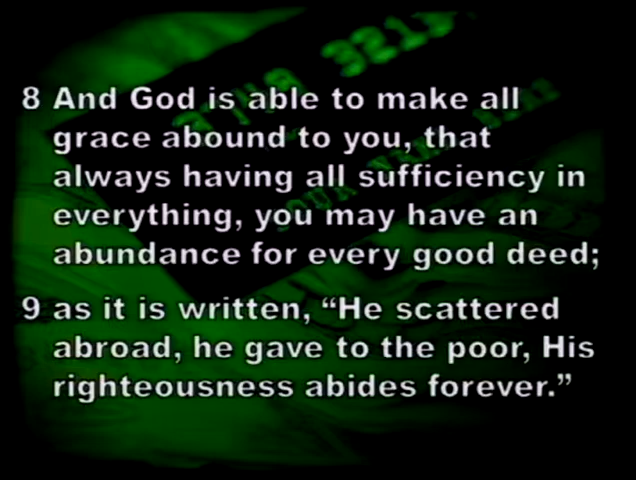 8 And God is able to make all
grace abound to you, that
always having all sufficiency in
everything, you may have an
abundance for every good deed;
9 as it is written, “He scattered
abroad, he gave to the poor, His
righteousness abides forever.”